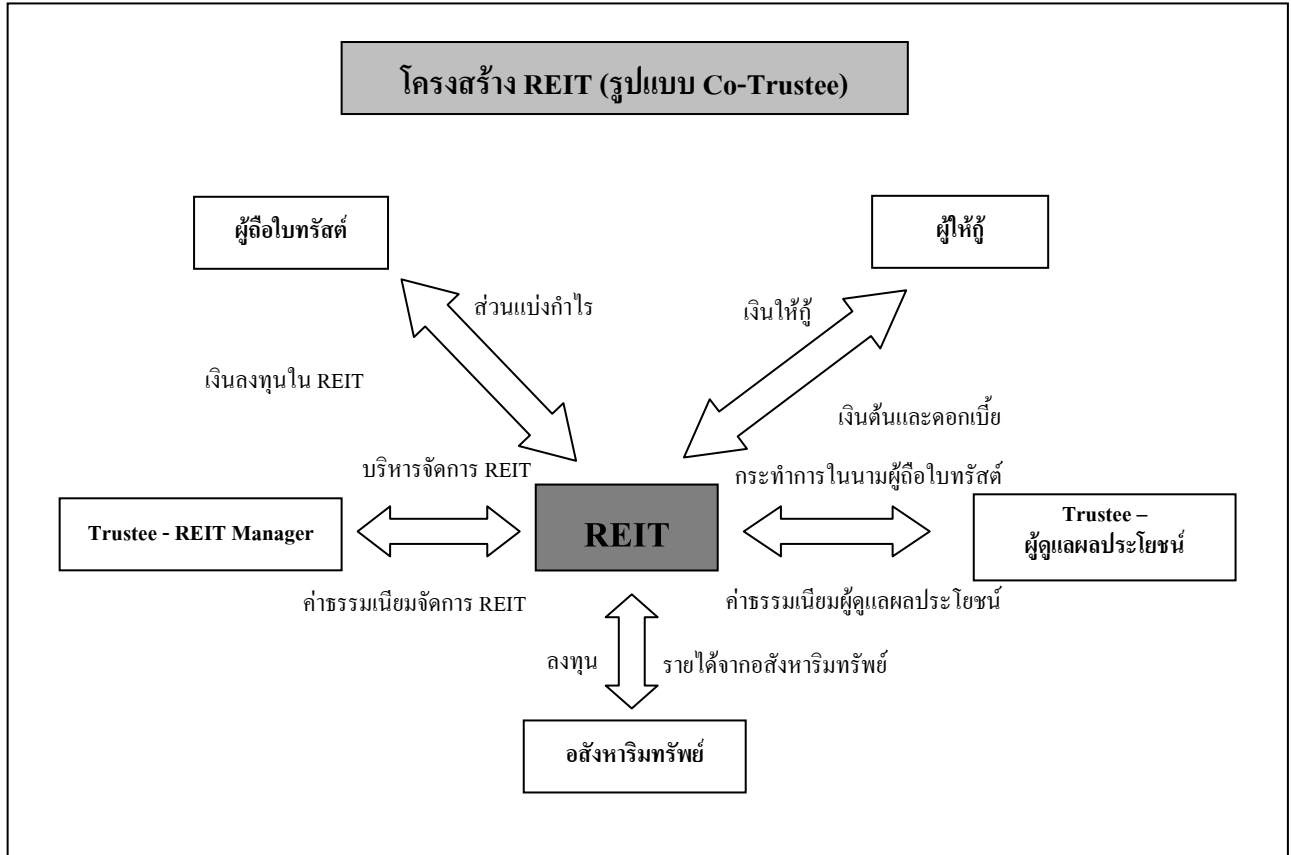 โครงสร้าง REIT (รูปแบบ Co-Trustee)
ผู้ถือใบทรัสต์
ผู้ให้กู้
ส่วนแบ่งกำไร
เงินให้กู้
เงินลงทุนใน REIT
เงินต้นและดอกเบี้ย
บริหารจัดการ REIT
กระทำการในนามผู้ถือใบทรัสต์
Trustee - REIT Manager
REIT
Trustee –
ผู้ดูแลผลประโยชน์
ค่าธรรมเนียมจัดการ REIT
ค่าธรรมเนียมผู้ดูแลผลประโยชน์
ลงทุน
รายได้จากอสังหาริมทรัพย์
อสังหาริมทรัพย์